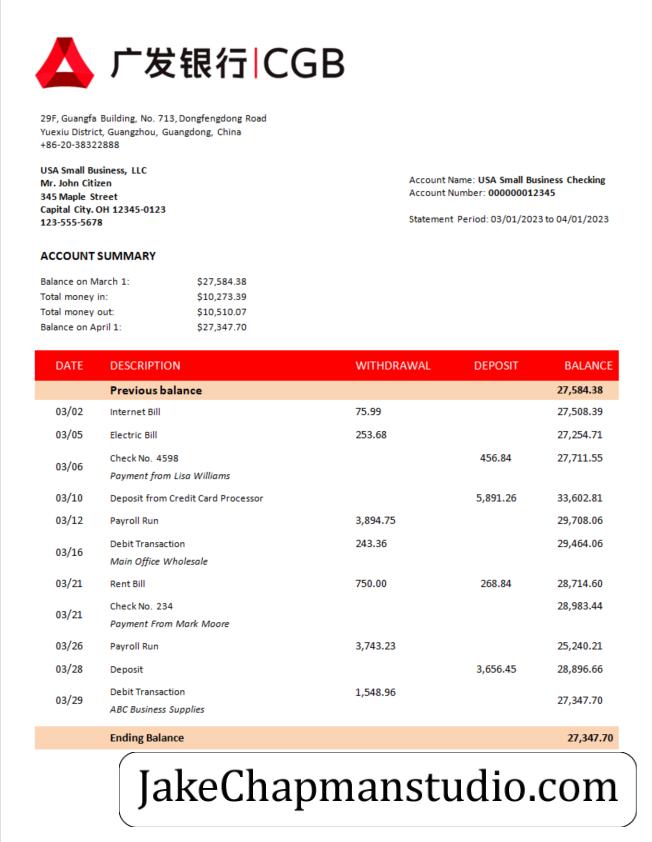 广发银行|CGB
29F, Guangfa Building, No. 713, Dongfengdong Road
Yuexiu District, Guangzhou, Guangdong, China
+86-20-38322888
USA Small Business, LLC
Mr. John Citizen
345 Maple Street
Capital City. OH 12345-0123
123-555-5678
Account Name: USA Small Business Checking
Account Number: 000000012345
Statement Period: 03/01/2023 to 04/01/2023
ACCOUNT SUMMARY
Balance on March 1: $27,584.38
Total money in: $10,273.39
Total money out: $10,510.07
Balance on April 1: $27,347.70
DATE DESCRIPTION WITHDRAWAL DEPOSIT BALANCE
Previous balance 27,584.38
03/02 Internet Bill 75.99 27,508.39
03/05 Electric Bill 253.68 27,254.71
03/06 Check No. 4598 456.84 27,711.55
Payment from Lisa Williams
03/10 Deposit from Credit Card Processor 5,891.26 33,602.81
03/12 Payroll Run 3,894.75 29,708.06
03/16 Debit Transaction 243.36 29,464.06
Main Office Wholesale
03/21 Rent Bill 750.00 268.84 28,714.60
03/21 Check No. 234 28,983.44
Payment From Mark Moore
03/26 Payroll Run 3,743.23 25,240.21
03/28 Deposit 3,656.45 28,896.66
03/29 Debit Transaction 1,548.96 27,347.70
ABC Business Supplies
Ending Balance 27,347.70
JakeChapmanstudio.com